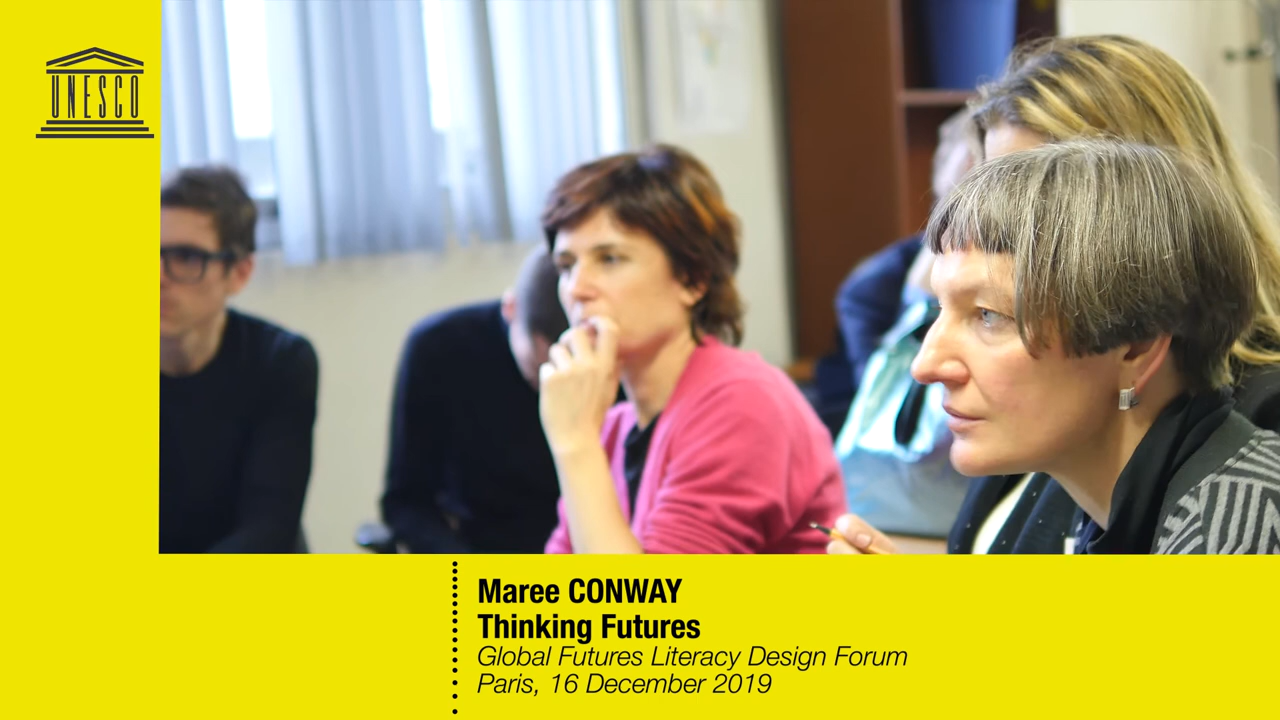 UNESCO
Maree CONWAY
Thinking Futures
Global Futures Literacy Design Forum
Paris, 16 December 2019